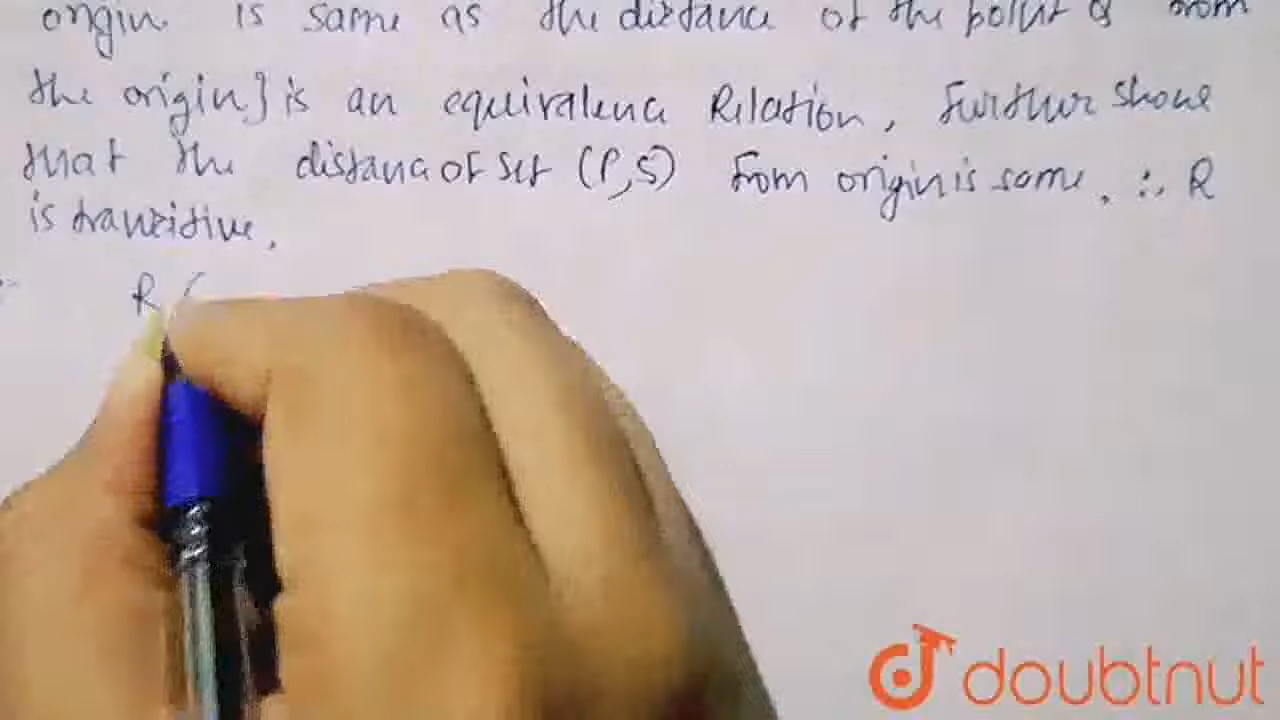 origin is same as the distance of the point Q from
the origin} is an equivalence Relation, Further show
that the distance of set (P,S) from origin is same. ∴ R
is transitive.
R (
doubtnut